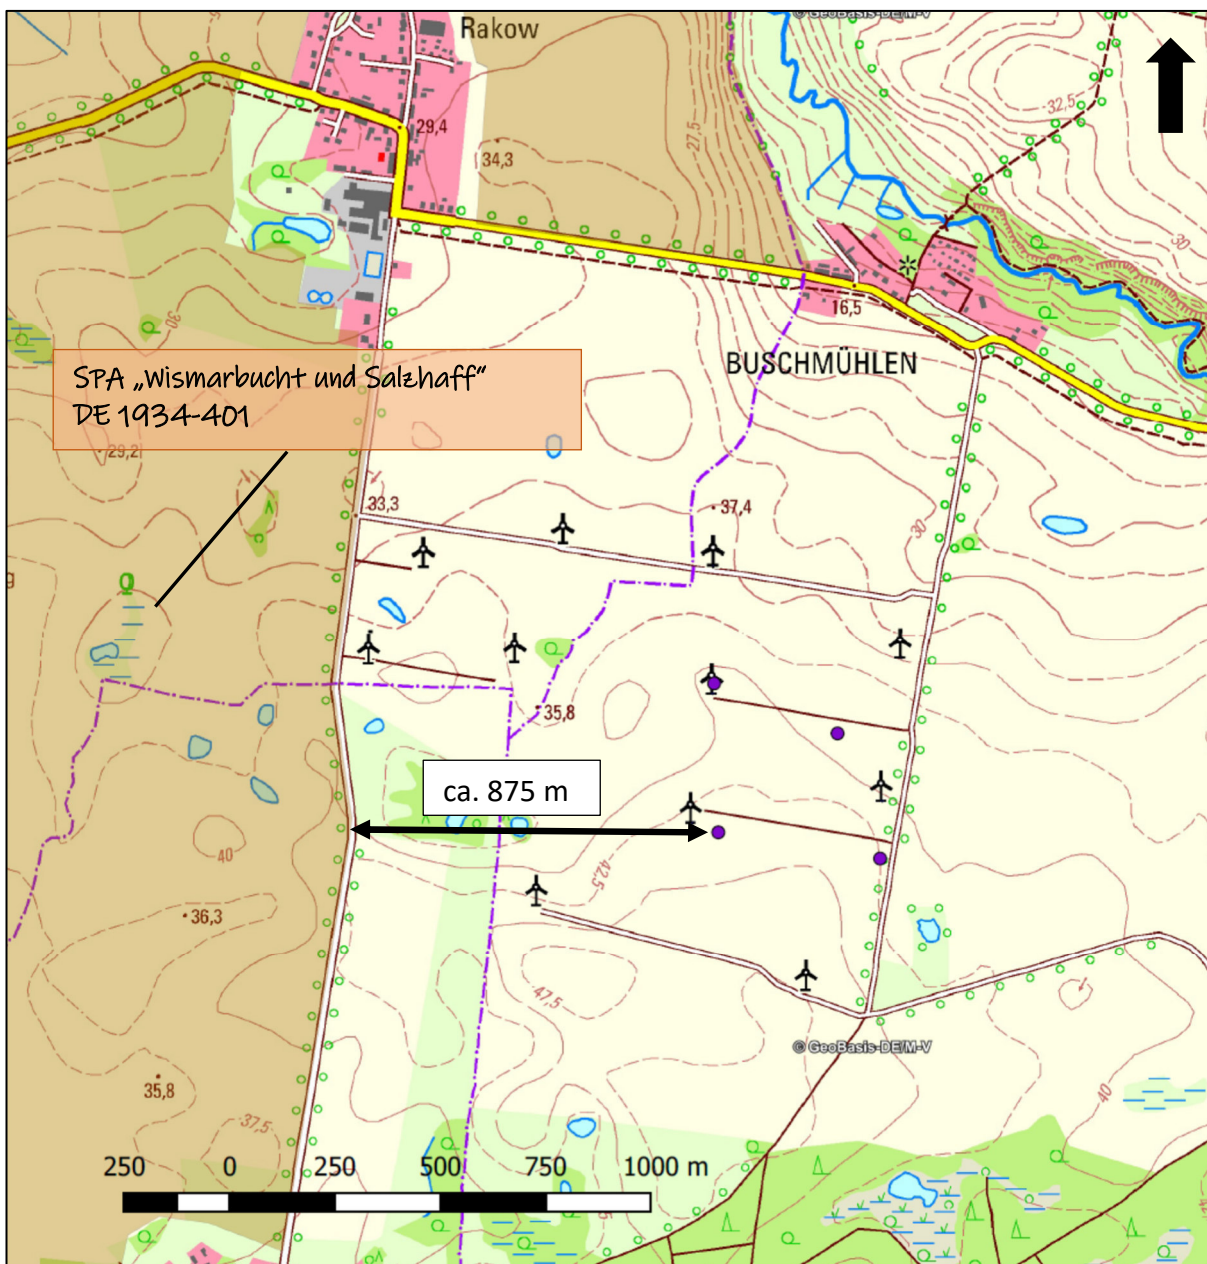 © GeoBasis-DE/M-V
Rakow
32,5
29,4
27,5
34,3
30
30
16,5
BUSCHMÜHLEN
SPA „Wismarbucht und Salzhaff“
DE 1934-401
29,2
33,3
37,4
30
g
35,8
ca. 875 m
40
42,5
36,3
47,5
© GeoBasis-DE/M-V
35,8
37,5
40
250 0 250 500 750 1000 m